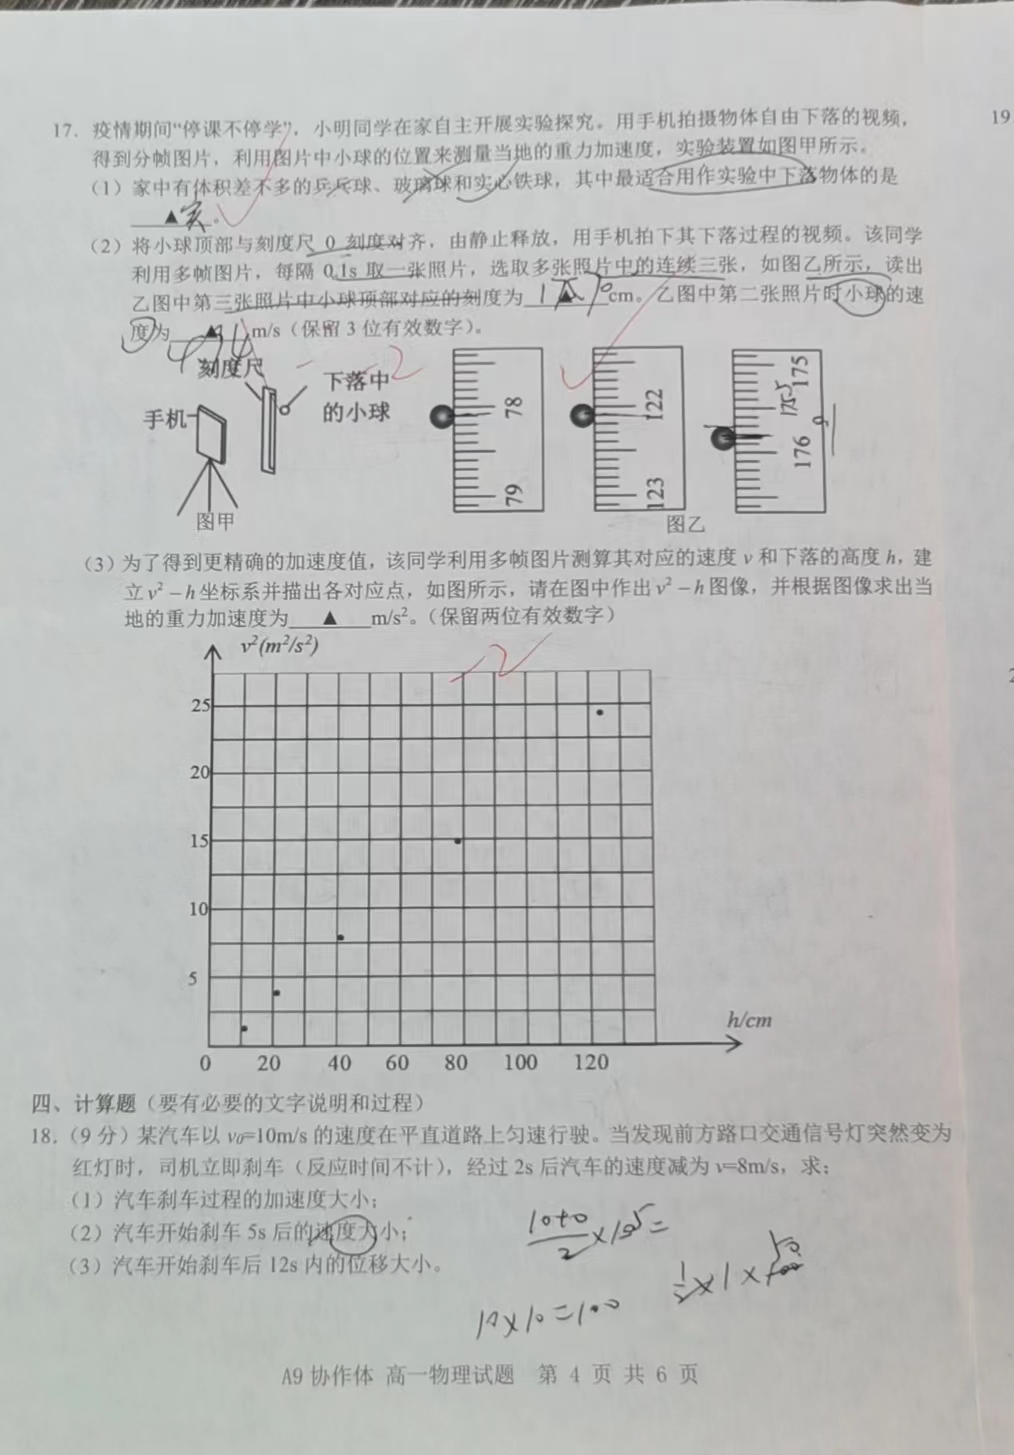 17. 疫情期间“停课不停学”，小明同学在家自主开展实验探究。用手机拍摄物体自由下落的视频，
19
得到分帧图片，利用图片中小球的位置来测量当地的重力加速度，实验装置如图甲所示。
（1）家中有体积差不多的乒乓球、玻璃球和实心铁球，其中最适合用作实验中下落物体的是
▲实。
（2）将小球顶部与刻度尺 0 刻度对齐，由静止释放，用手机拍下其下落过程的视频。该同学
利用多帧图片，每隔 0.1s 取一张照片，选取多张照片中的连续三张，如图乙所示，读出
乙图中第三张照片中小球顶部对应的刻度为▲cm。乙图中第二张照片时小球的速
度为▲m/s（保留 3 位有效数字）。
-2
刻度尺
下落中
的小球
手机
图甲
78
79
122
123
175
175.5
176
图乙
（3）为了得到更精确的加速度值，该同学利用多帧图片测算其对应的速度 v 和下落的高度 h，建
立 v² －h 坐标系并描出各对应点，如图所示，请在图中作出 v² －h 图像，并根据图像求出当
地的重力加速度为▲m/s²。（保留两位有效数字）
v²(m²/s²)
-2
25
20
15
10
5
h/cm
0 20 40 60 80 100 120
四、计算题（要有必要的文字说明和过程）
18.（9 分）某汽车以 v₀=10m/s 的速度在平直道路上匀速行驶。当发现前方路口交通信号灯突然变为
红灯时，司机立即刹车（反应时间不计），经过 2s 后汽车的速度减为 v=8m/s，求：
（1）汽车刹车过程的加速度大小；
（2）汽车开始刹车 5s 后的速度大小；
（3）汽车开始刹车后 12s 内的位移大小。
10×10=100
A9 协作体 高一物理试题 第 4 页 共 6 页